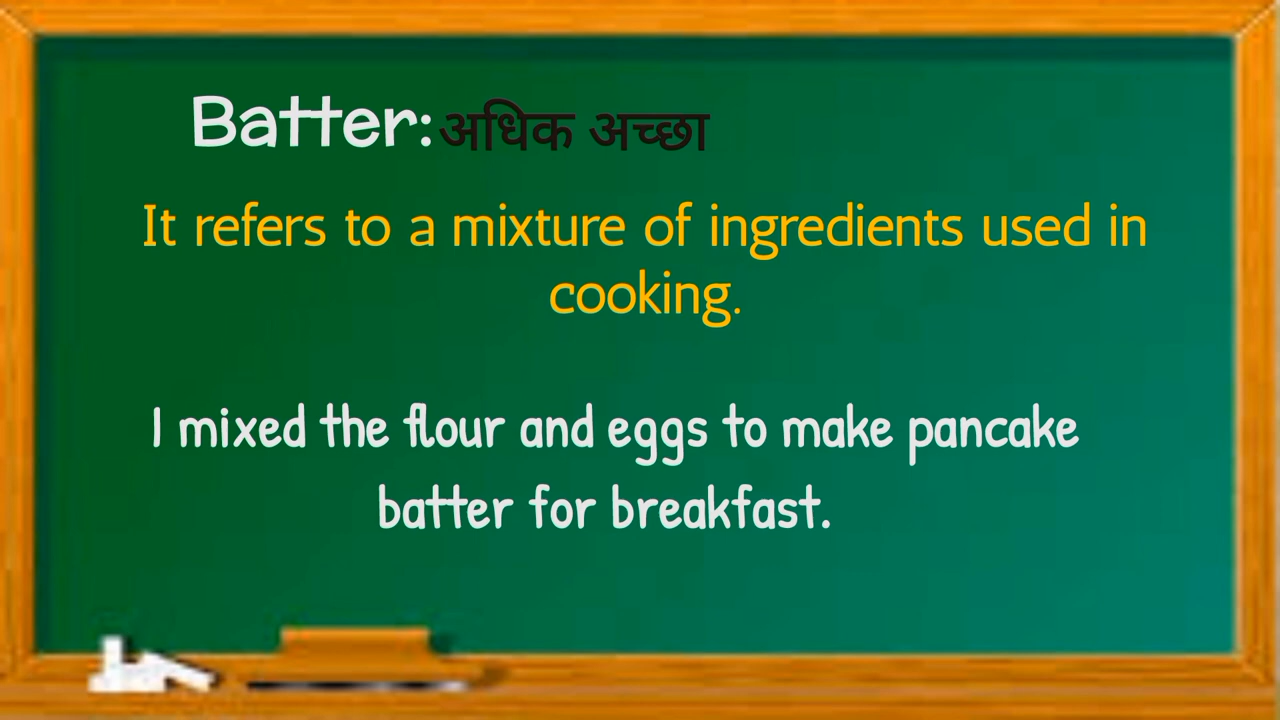 Batter: अधिक अच्छा
It refers to a mixture of ingredients used in
cooking.
I mixed the flour and eggs to make pancake
batter for breakfast.